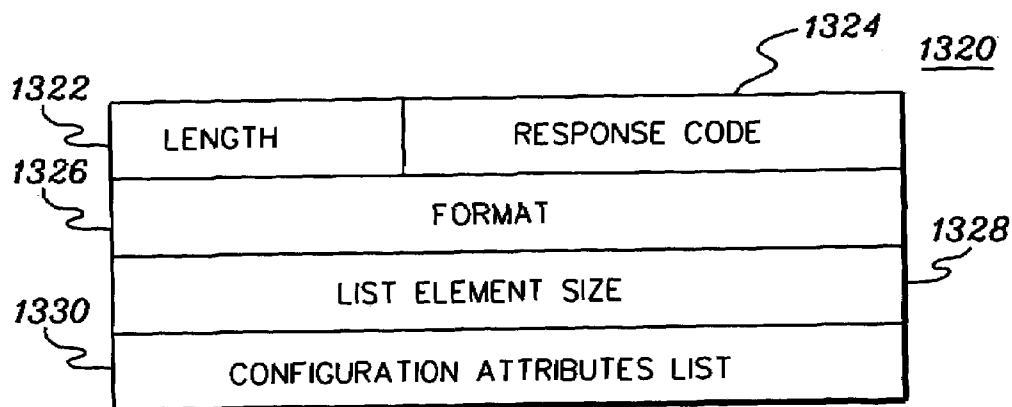 1324
1320
1322
LENGTH RESPONSE CODE
1326
FORMAT
1328
LIST ELEMENT SIZE
1330
CONFIGURATION ATTRIBUTES LIST